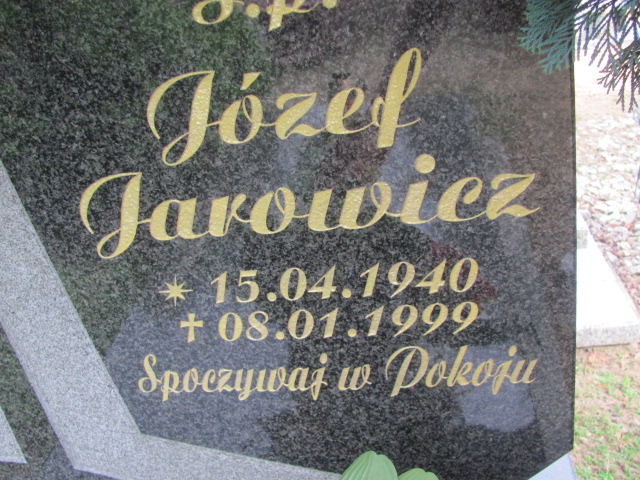 ś.p.
Józef
Jarowicz
* 15.04.1940
✝ 08.01.1999
Spoczywaj w Pokoju